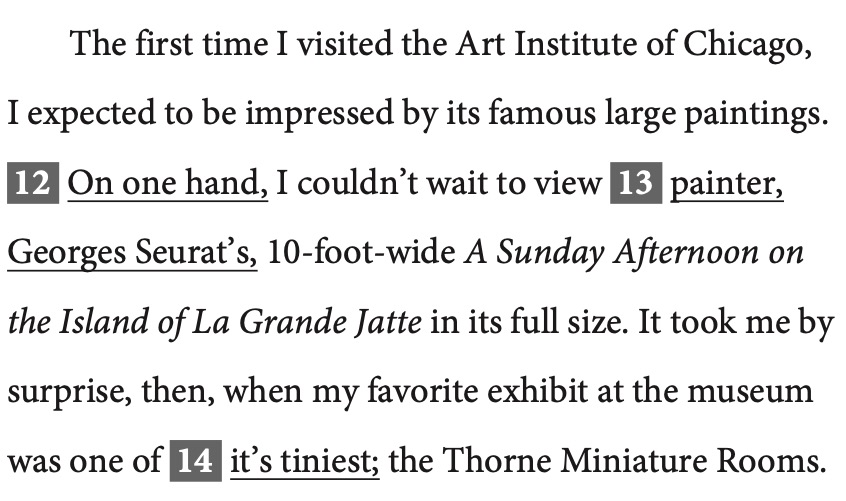 The first time I visited the Art Institute of Chicago,
I expected to be impressed by its famous large paintings.
12 On one hand, I couldn’t wait to view 13 painter,
Georges Seurat’s, 10-foot-wide A Sunday Afternoon on
the Island of La Grande Jatte in its full size. It took me by
surprise, then, when my favorite exhibit at the museum
was one of 14 it’s tiniest; the Thorne Miniature Rooms.